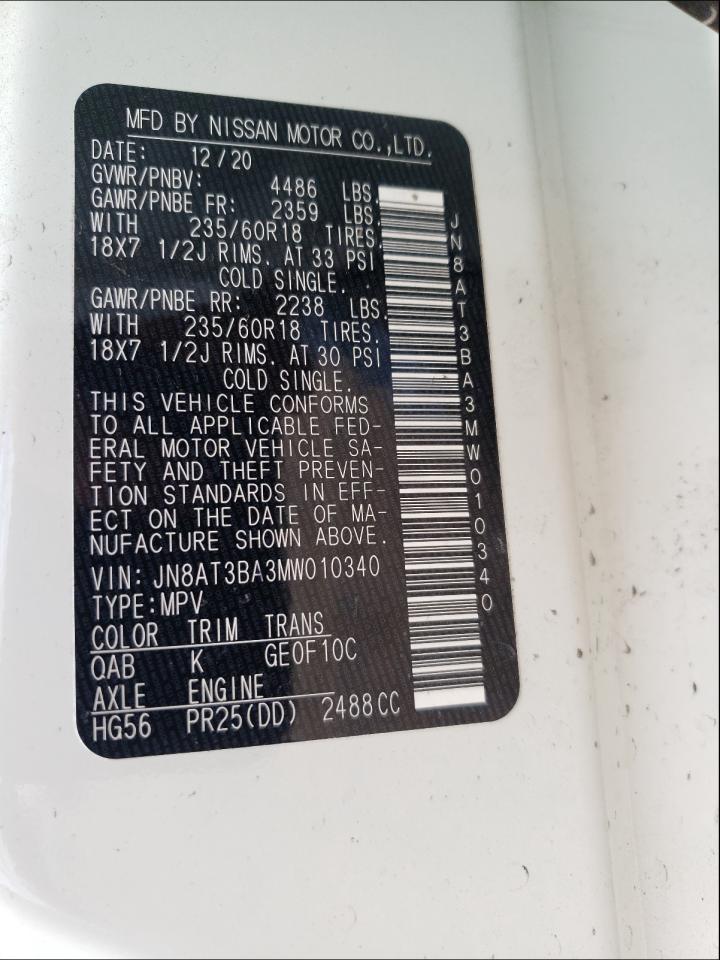 MFD BY NISSAN MOTOR CO.,LTD.
DATE: 12/20
GVWR/PNBV: 4486 LBS.
GAWR/PNBE FR: 2359 LBS.
WITH 235/60R18 TIRES.
18X7 1/2J RIMS. AT 33 PSI
COLD SINGLE.
GAWR/PNBE RR: 2238 LBS.
WITH 235/60R18 TIRES.
18X7 1/2J RIMS. AT 30 PSI
COLD SINGLE.
THIS VEHICLE CONFORMS
TO ALL APPLICABLE FED-
ERAL MOTOR VEHICLE SA-
FETY AND THEFT PREVEN-
TION STANDARDS IN EFF-
ECT ON THE DATE OF MA-
NUFACTURE SHOWN ABOVE.
VIN: JN8AT3BA3MW010340
TYPE:MPV
COLOR TRIM TRANS
QAB K GE0F10C
AXLE ENGINE
HG56 PR25(DD) 2488CC
JN8AT3BA3MW010340